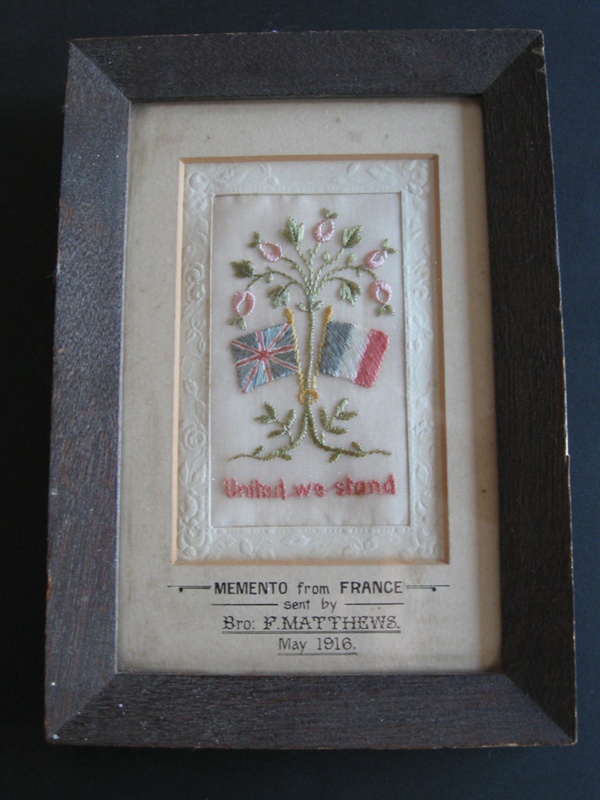 United we stand
MEMENTO from FRANCE
sent by
Bro: F. MATTHEWS.
May 1916.